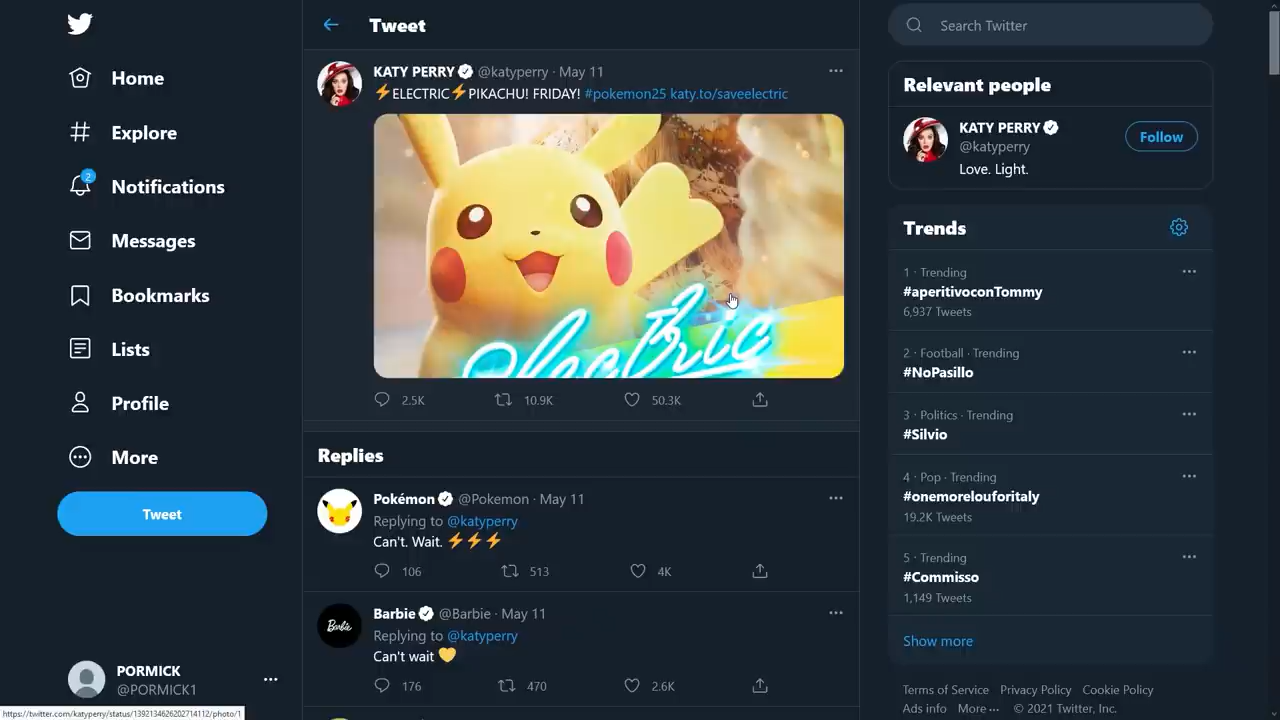 Home
Explore
2
Notifications
Messages
Bookmarks
Lists
Profile
More
Tweet
PORMICK
@PORMICK1
https://twitter.com/katyperry/status/1392134626202714112/photo/1
Tweet
KATY PERRY @katyperry · May 11
⚡ELECTRIC⚡PIKACHU! FRIDAY! #pokemon25 katy.to/saveelectric
Electric
2.5K 10.9K 50.3K
Replies
Pokémon @Pokemon · May 11
Replying to @katyperry
Can't. Wait. ⚡⚡⚡
106 513 4K
Barbie
Barbie @Barbie · May 11
Replying to @katyperry
Can't wait 💛
176 470 2.6K
Search Twitter
Relevant people
KATY PERRY
@katyperry
Follow
Love. Light.
Trends
1 · Trending
#aperitivoconTommy
6,937 Tweets
2 · Football · Trending
#NoPasillo
3 · Politics · Trending
#Silvio
4 · Pop · Trending
#onemorelouforitaly
19.2K Tweets
5 · Trending
#Commisso
1,149 Tweets
Show more
Terms of Service Privacy Policy Cookie Policy
Ads info More ··· © 2021 Twitter, Inc.